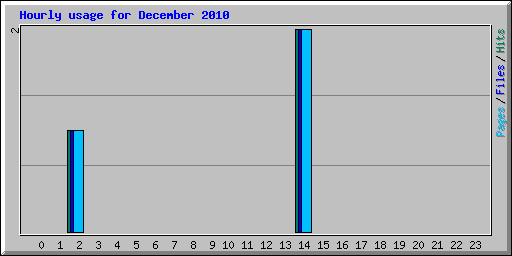 Hourly usage for December 2010
2
Pages/Files/Hits
0 1 2 3 4 5 6 7 8 9 10 11 12 13 14 15 16 17 18 19 20 21 22 23